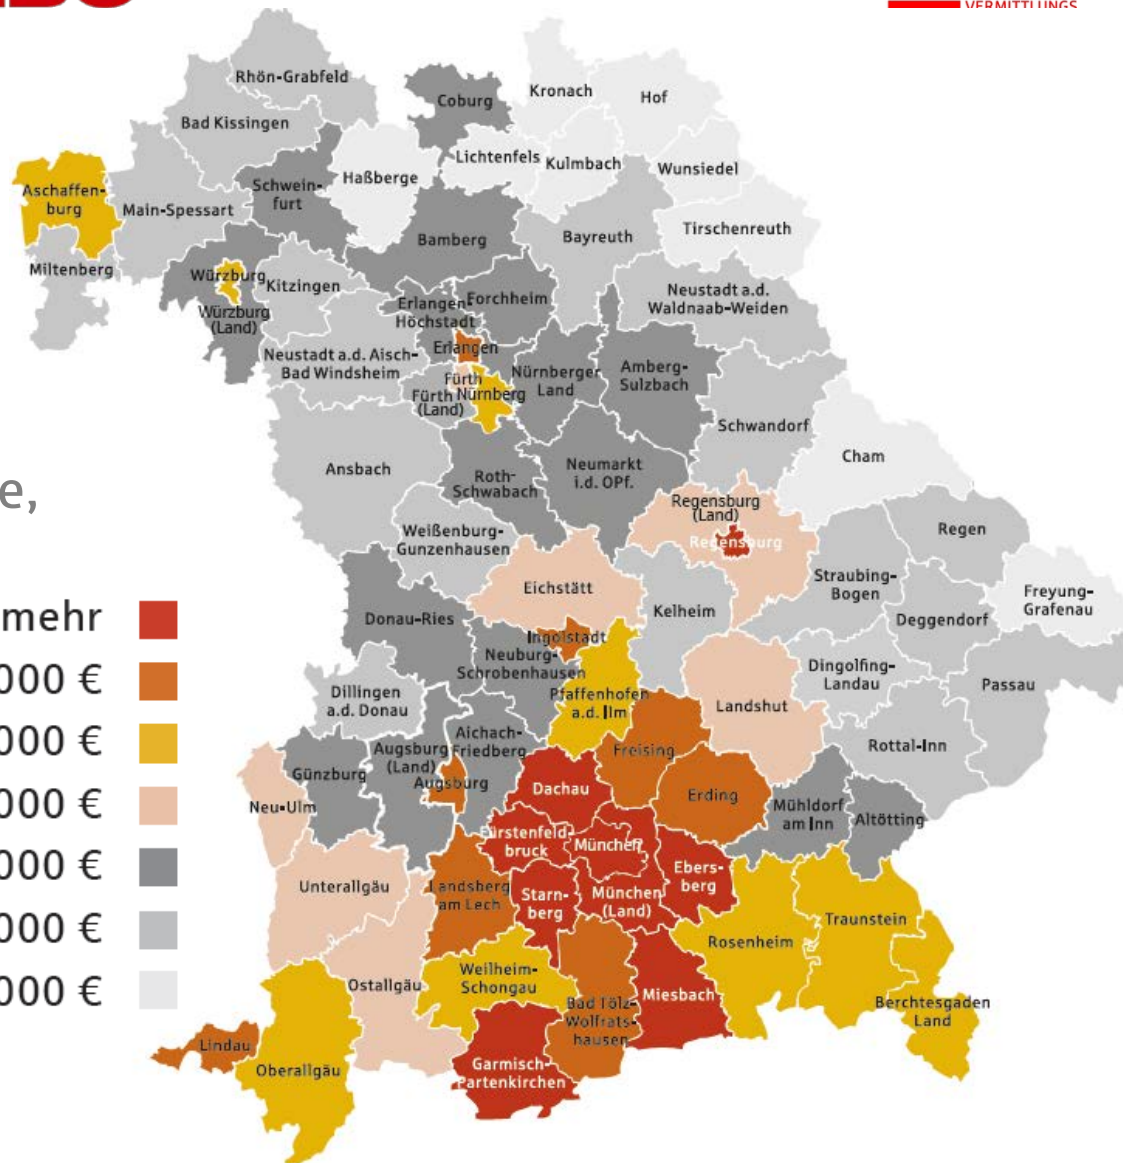 VERMITTLUNGS
Rhön-Grabfeld
Coburg
Kronach
Hof
Bad Kissingen
Lichtenfels
Kulmbach
Wunsiedel
Aschaffen-
burg
Main-Spessart
Schwein-
furt
Haßberge
Bamberg
Bayreuth
Tirschenreuth
Miltenberg
Würzburg
Würzburg
(Land)
Kitzingen
Erlangen-
Höchstadt
Forchheim
Neustadt a.d.
Waldnaab-Weiden
Neustadt a.d. Aisch-
Bad Windsheim
Erlangen
Fürth
Fürth
(Land)
Nürnberg
Nürnberger
Land
Amberg-
Sulzbach
Schwandorf
Cham
Ansbach
Roth-
Schwabach
Neumarkt
i.d. OPf.
e,
Regensburg
(Land)
Regensburg
Regen
Weißenburg-
Gunzenhausen
Eichstätt
Kelheim
Straubing-
Bogen
Deggendorf
Freyung-
Grafenau
mehr
Donau-Ries
Ingolstadt
Neuburg-
Schrobenhausen
000 €
Dillingen
a.d. Donau
Pfaffenhofen
a.d. Ilm
Landshut
Dingolfing-
Landau
Passau
000 €
Günzburg
Augsburg
(Land)
Aichach-
Friedberg
Augsburg
Freising
Rottal-Inn
000 €
Neu-Ulm
Dachau
Erding
Mühldorf
am Inn
Altötting
000 €
Unterallgäu
Landsberg
am Lech
Fürstenfeld-
bruck
München
Ebers-
berg
Starn-
berg
München
(Land)
000 €
Rosenheim
Traunstein
000 €
Ostallgäu
Weilheim-
Schongau
Bad Tölz-
Wolfrats-
hausen
Miesbach
Berchtesgaden
Land
Lindau
Oberallgäu
Garmisch-
Partenkirchen